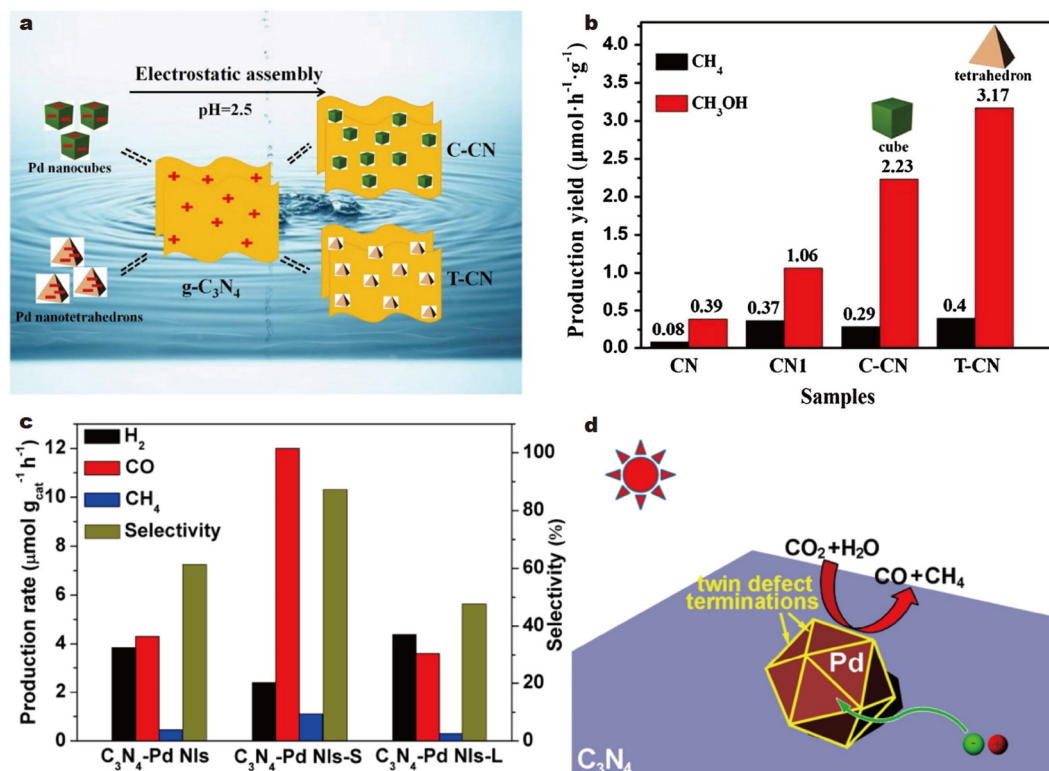 a
Electrostatic assembly
pH=2.5
Pd nanocubes
C-CN
g-C₃N₄
T-CN
Pd nanotetrahedrons
b
Production yield (μmol·h⁻¹·g⁻¹)
4.0
3.5
3.0
2.5
2.0
1.5
1.0
0.5
0.0
CH₄
CH₃OH
tetrahedron
3.17
cube
2.23
1.06
0.08
0.39
0.37
0.29
0.4
CN
CN1
C-CN
T-CN
Samples
c
Production rate (μmol g_cat⁻¹ h⁻¹)
12
10
8
6
4
2
0
H₂
CO
CH₄
Selectivity
100
80
60
40
20
0
Selectivity (%)
C₃N₄-Pd NIs
C₃N₄-Pd NIs-S
C₃N₄-Pd NIs-L
d
CO₂+H₂O
CO+CH₄
twin defect
terminations
Pd
-
+
C₃N₄